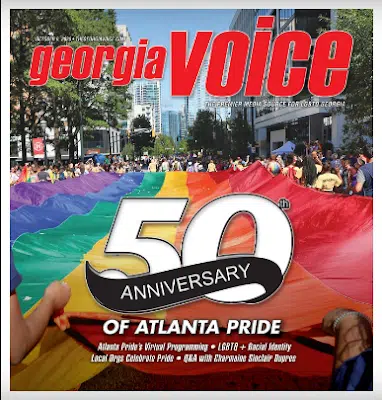 georgia VOICE
THE PREMIER MEDIA SOURCE FOR LGBTQ GEORGIA
50th
ANNIVERSARY
OF ATLANTA PRIDE
Atlanta Pride's Virtual Programming • LGBTQ + Racial Identity
Local Orgs Celebrate Pride • Q&A with Charmaine Sinclair Dupree